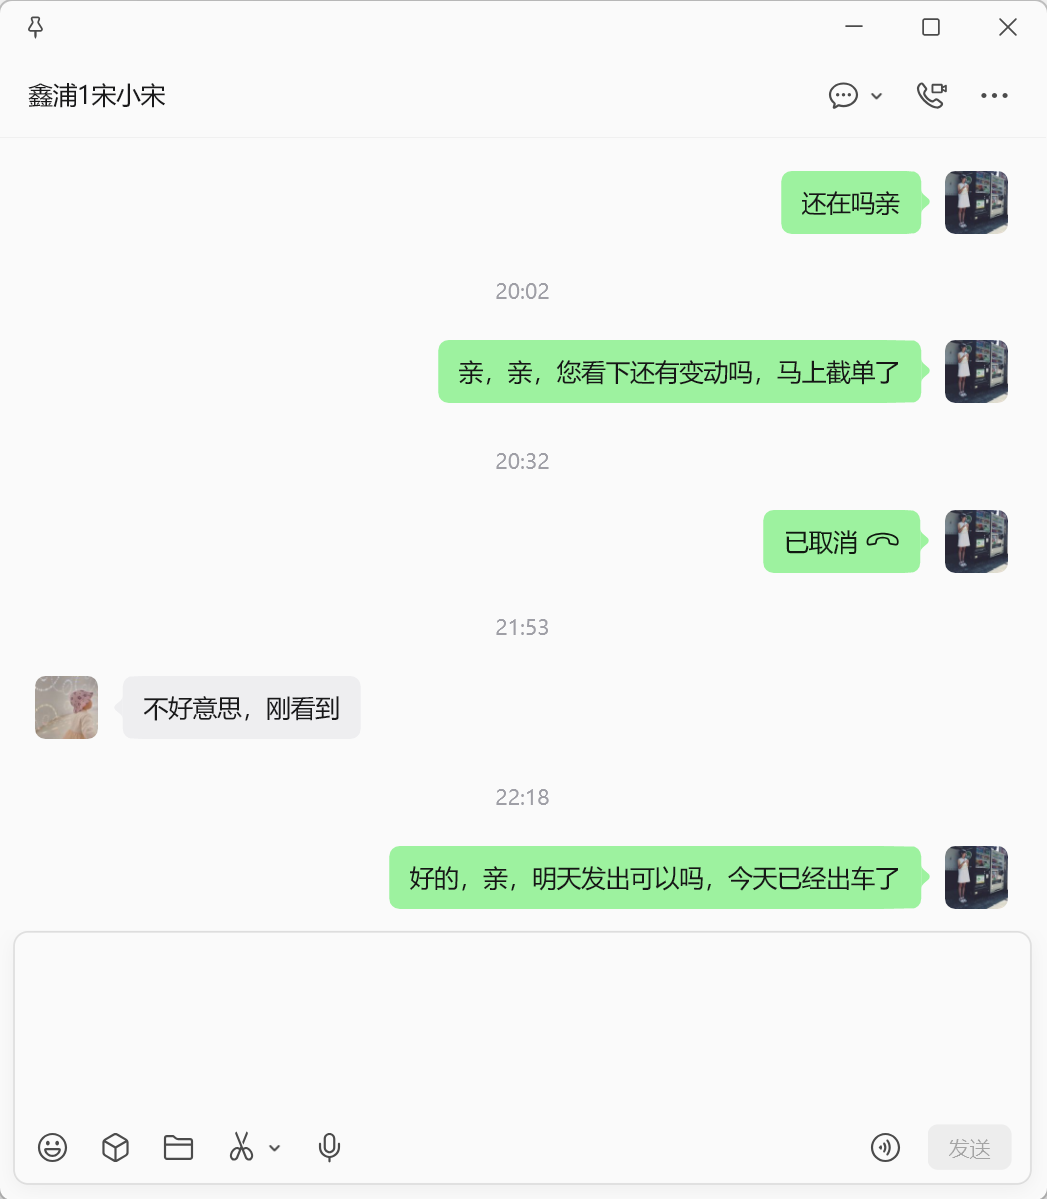 鑫浦1宋小宋
还在吗亲
20:02
亲，亲，您看下还有变动吗，马上截单了
20:32
已取消
21:53
不好意思，刚看到
22:18
好的，亲，明天发出可以吗，今天已经出车了
发送